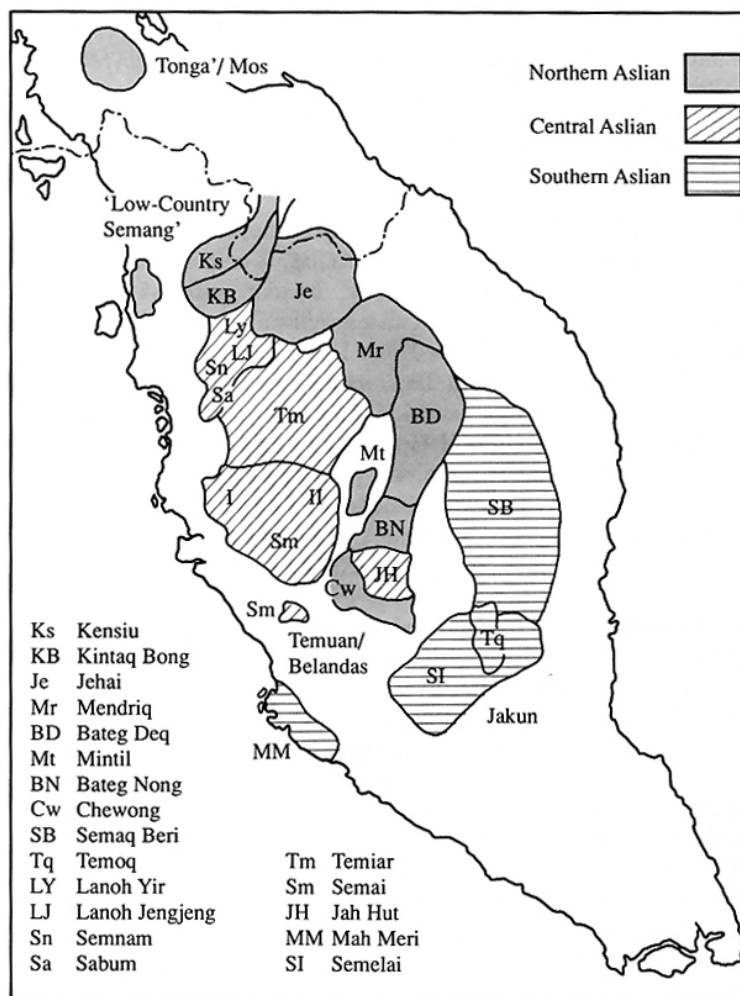 Tonga’/ Mos
Northern Aslian
Central Aslian
Southern Aslian
‘Low-Country
Semang’
Ks
KB
Je
Ly
LJ
Mr
Sn
Sa
Tm
BD
Mt
I
II
SB
Sm
BN
JH
Cw
Sm
Temuan/
Belandas
Tq
SI
Jakun
MM
Ks Kensiu
KB Kintaq Bong
Je Jehai
Mr Mendriq
BD Bateg Deq
Mt Mintil
BN Bateg Nong
Cw Chewong
SB Semaq Beri
Tq Temoq
LY Lanoh Yir
LJ Lanoh Jengjeng
Sn Semnam
Sa Sabum
Tm Temiar
Sm Semai
JH Jah Hut
MM Mah Meri
SI Semelai